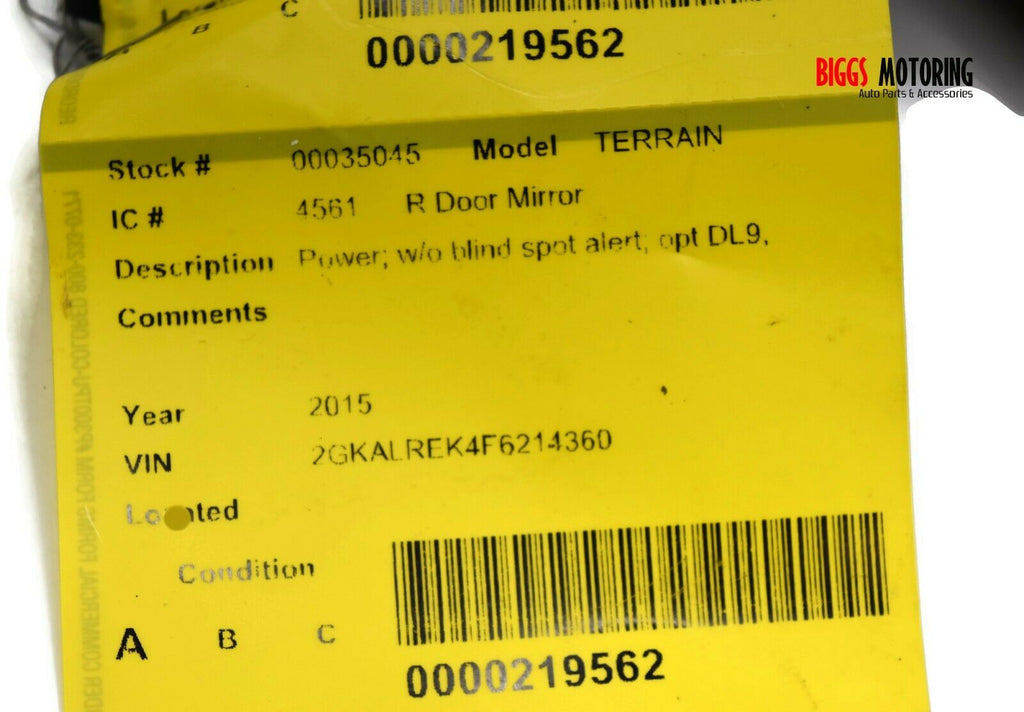 B C
0000219562
BIGGS MOTORING
Auto Parts & Accessories
Stock # 00035045 Model TERRAIN
IC # 4561 R Door Mirror
Description Power; w/o blind spot alert; opt DL9,
Comments
Year 2015
VIN 2GKALREK4F6214360
Located
Condition
A B C
0000219562